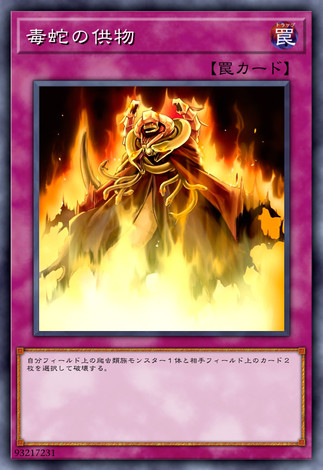 毒蛇の供物
トラップ
罠
【罠カード】
自分フィールド上の爬虫類族モンスター1体と相手フィールド上のカード2
枚を選択して破壊する。
93217231